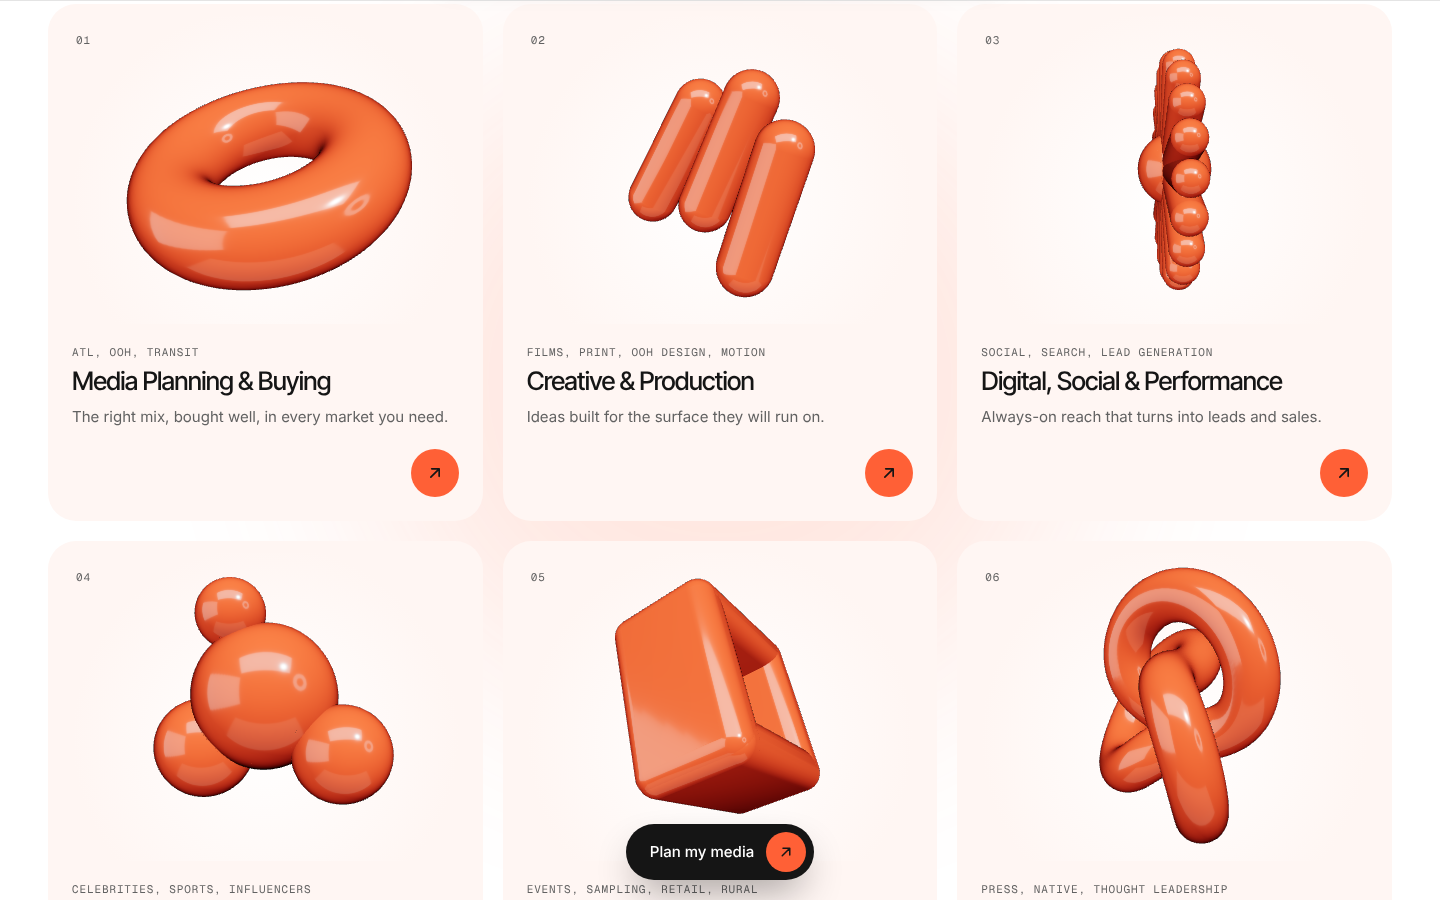 01
02
03
ATL, OOH, TRANSIT
Media Planning & Buying
The right mix, bought well, in every market you need.
FILMS, PRINT, OOH DESIGN, MOTION
Creative & Production
Ideas built for the surface they will run on.
SOCIAL, SEARCH, LEAD GENERATION
Digital, Social & Performance
Always-on reach that turns into leads and sales.
04
05
06
Plan my media
CELEBRITIES, SPORTS, INFLUENCERS
EVENTS, SAMPLING, RETAIL, RURAL
PRESS, NATIVE, THOUGHT LEADERSHIP